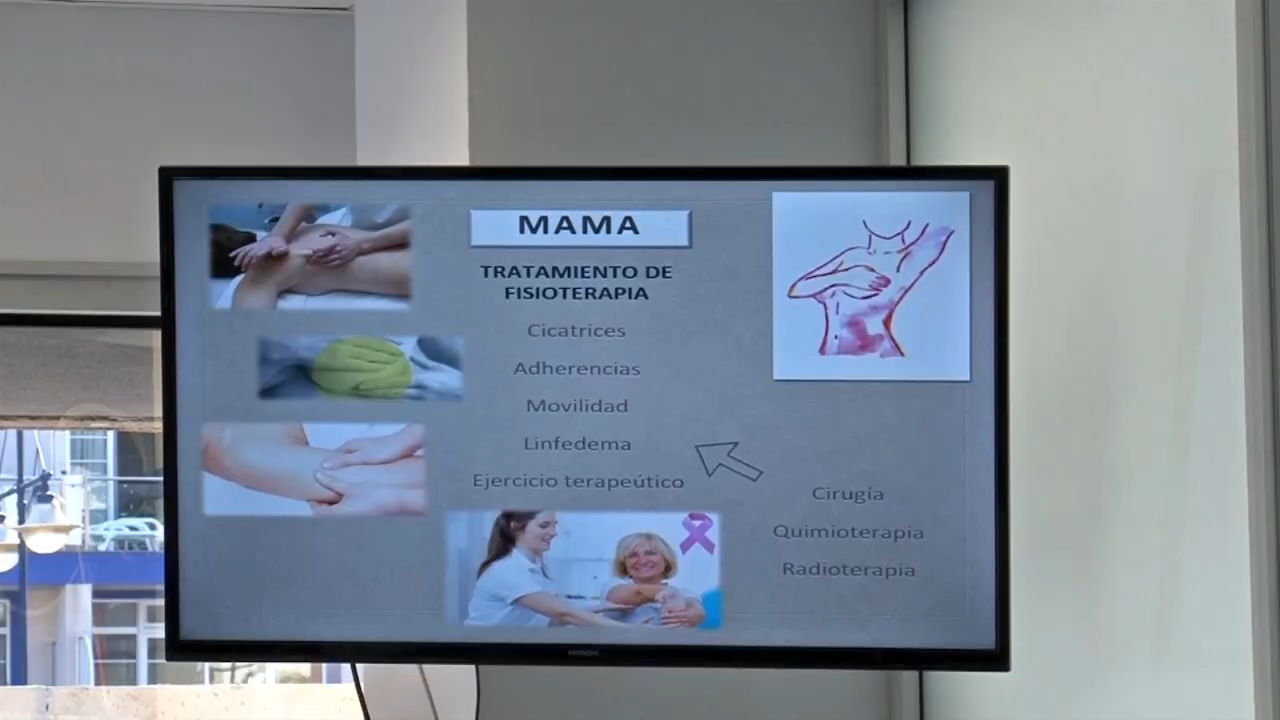 MAMA
TRATAMIENTO DE
FISIOTERAPIA
Cicatrices
Adherencias
Movilidad
Linfedema
Ejercicio terapeútico
Cirugía
Quimioterapia
Radioterapia